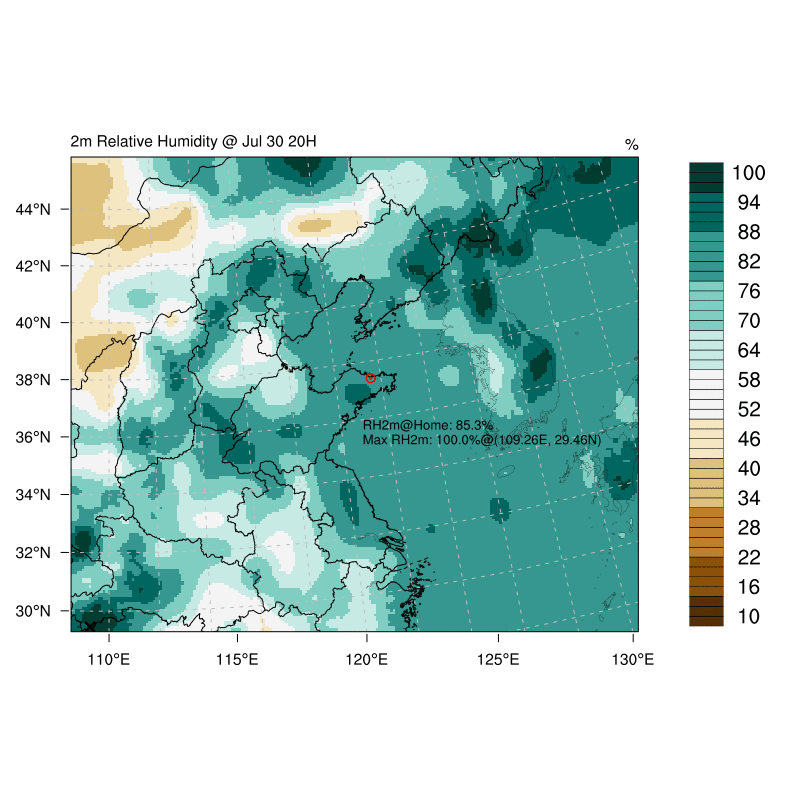 2m Relative Humidity @ Jul 30 20H
%
100
94
88
82
76
70
64
58
52
46
40
34
28
22
16
10
44°N
42°N
40°N
38°N
36°N
34°N
32°N
30°N
RH2m@Home: 85.3%
Max RH2m: 100.0%@(109.26E, 29.46N)
110°E 115°E 120°E 125°E 130°E